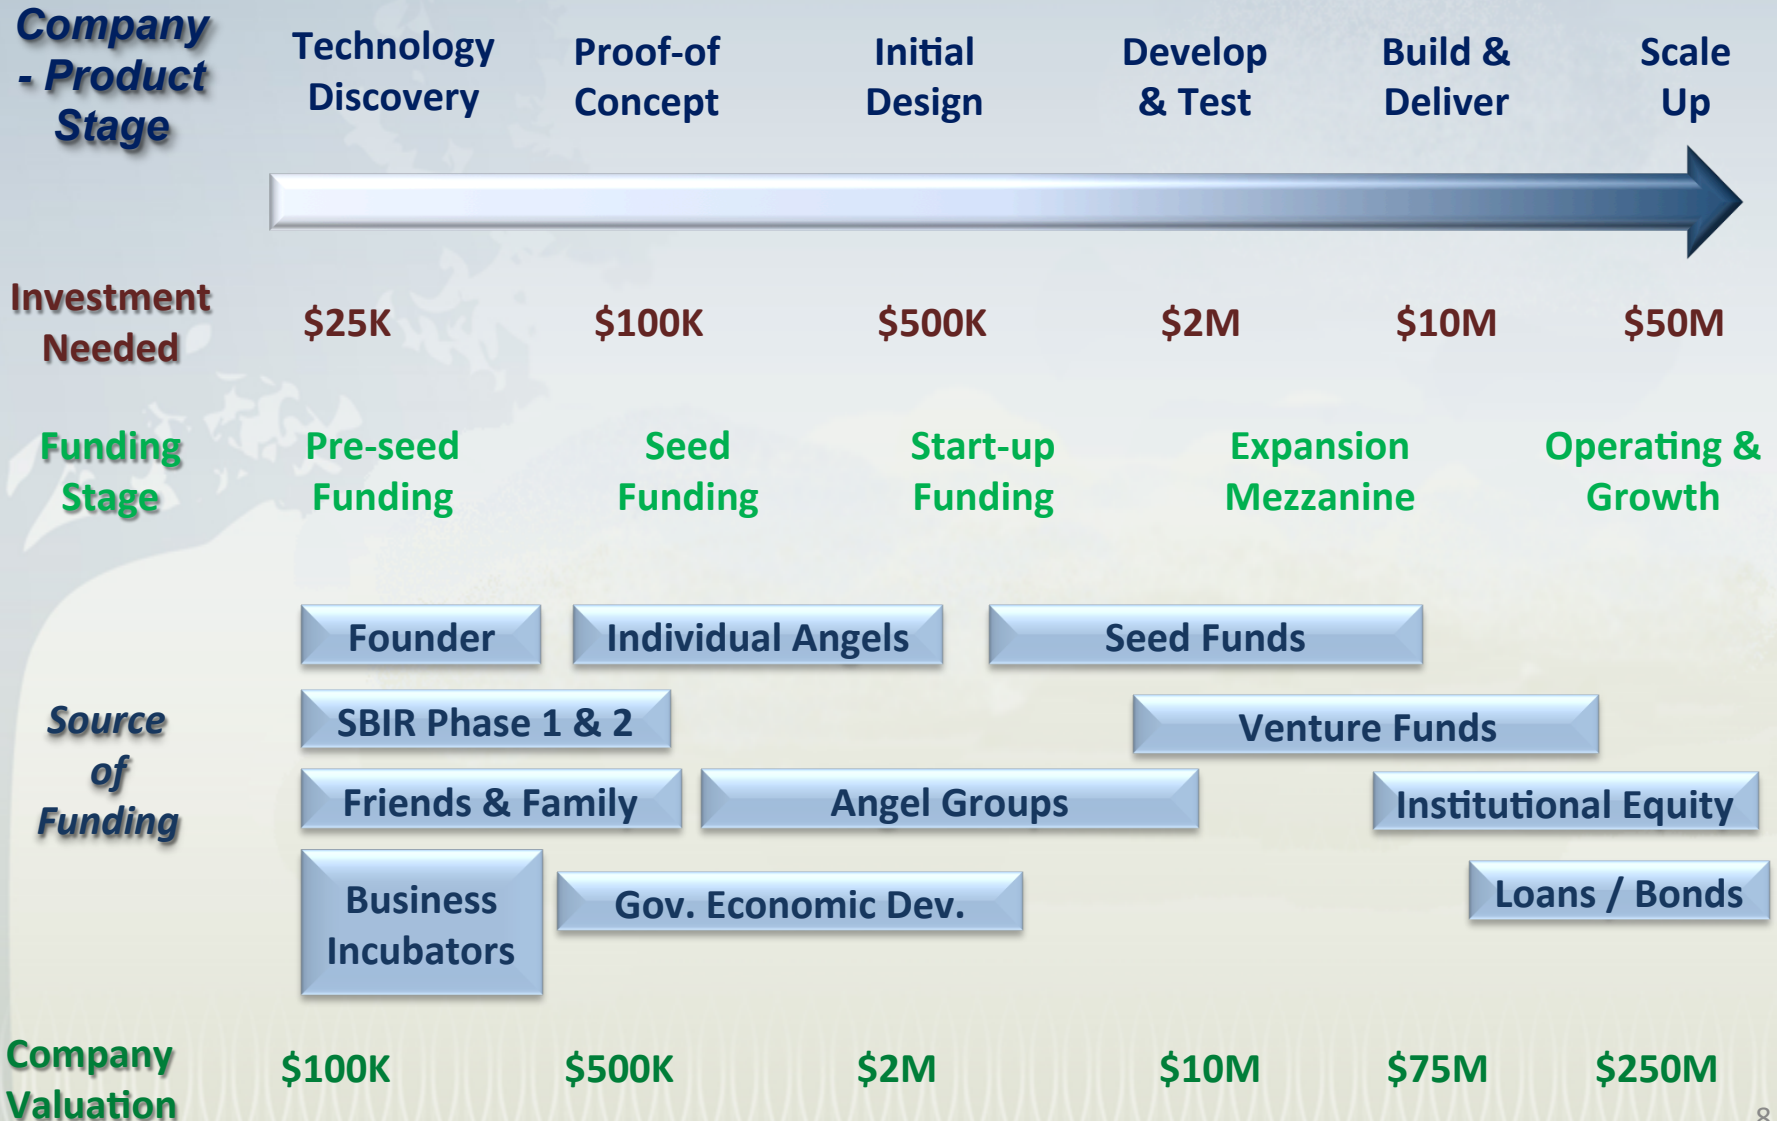 Company
- Product
Stage
Technology
Discovery
Proof-of
Concept
Initial
Design
Develop
& Test
Build &
Deliver
Scale
Up
Investment
Needed
$25K
$100K
$500K
$2M
$10M
$50M
Funding
Stage
Pre-seed
Funding
Seed
Funding
Start-up
Funding
Expansion
Mezzanine
Operating &
Growth
Source
of
Funding
Founder
Individual Angels
Seed Funds
SBIR Phase 1 & 2
Venture Funds
Friends & Family
Angel Groups
Institutional Equity
Business
Incubators
Gov. Economic Dev.
Loans / Bonds
Company
Valuation
$100K
$500K
$2M
$10M
$75M
$250M
8